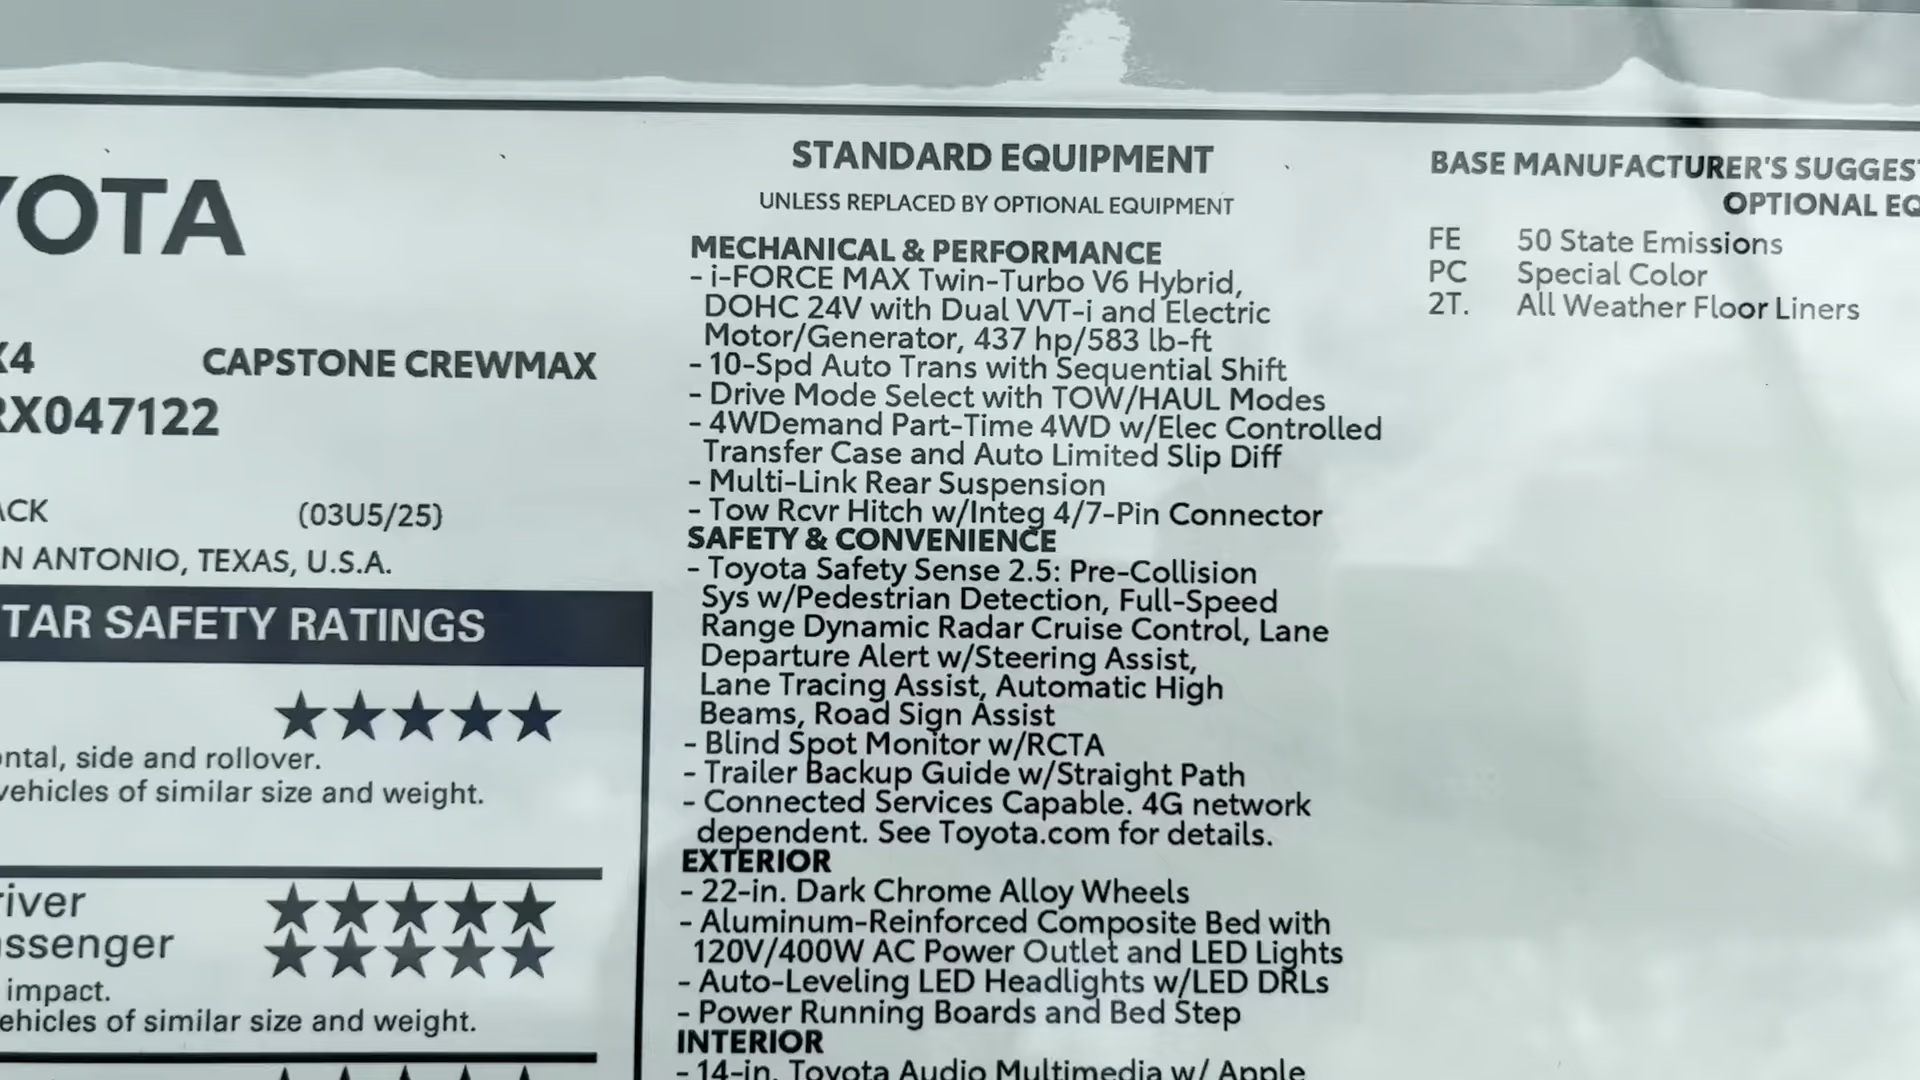 YOTA
X4 CAPSTONE CREWMAX
RX047122
ACK (03U5/25)
N ANTONIO, TEXAS, U.S.A.
TAR SAFETY RATINGS
★★★★★
ontal, side and rollover.
vehicles of similar size and weight.
river ★★★★★
assenger ★★★★★
impact.
ehicles of similar size and weight.
STANDARD EQUIPMENT
UNLESS REPLACED BY OPTIONAL EQUIPMENT
MECHANICAL & PERFORMANCE
- i-FORCE MAX Twin-Turbo V6 Hybrid,
DOHC 24V with Dual VVT-i and Electric
Motor/Generator, 437 hp/583 lb-ft
- 10-Spd Auto Trans with Sequential Shift
- Drive Mode Select with TOW/HAUL Modes
- 4WDemand Part-Time 4WD w/Elec Controlled
Transfer Case and Auto Limited Slip Diff
- Multi-Link Rear Suspension
- Tow Rcvr Hitch w/Integ 4/7-Pin Connector
SAFETY & CONVENIENCE
- Toyota Safety Sense 2.5: Pre-Collision
Sys w/Pedestrian Detection, Full-Speed
Range Dynamic Radar Cruise Control, Lane
Departure Alert w/Steering Assist,
Lane Tracing Assist, Automatic High
Beams, Road Sign Assist
- Blind Spot Monitor w/RCTA
- Trailer Backup Guide w/Straight Path
- Connected Services Capable. 4G network
dependent. See Toyota.com for details.
EXTERIOR
- 22-in. Dark Chrome Alloy Wheels
- Aluminum-Reinforced Composite Bed with
120V/400W AC Power Outlet and LED Lights
- Auto-Leveling LED Headlights w/LED DRLs
- Power Running Boards and Bed Step
INTERIOR
- 14-in. Toyota Audio Multimedia w/ Apple
BASE MANUFACTURER'S SUGGEST
OPTIONAL EQ
FE 50 State Emissions
PC Special Color
2T. All Weather Floor Liners